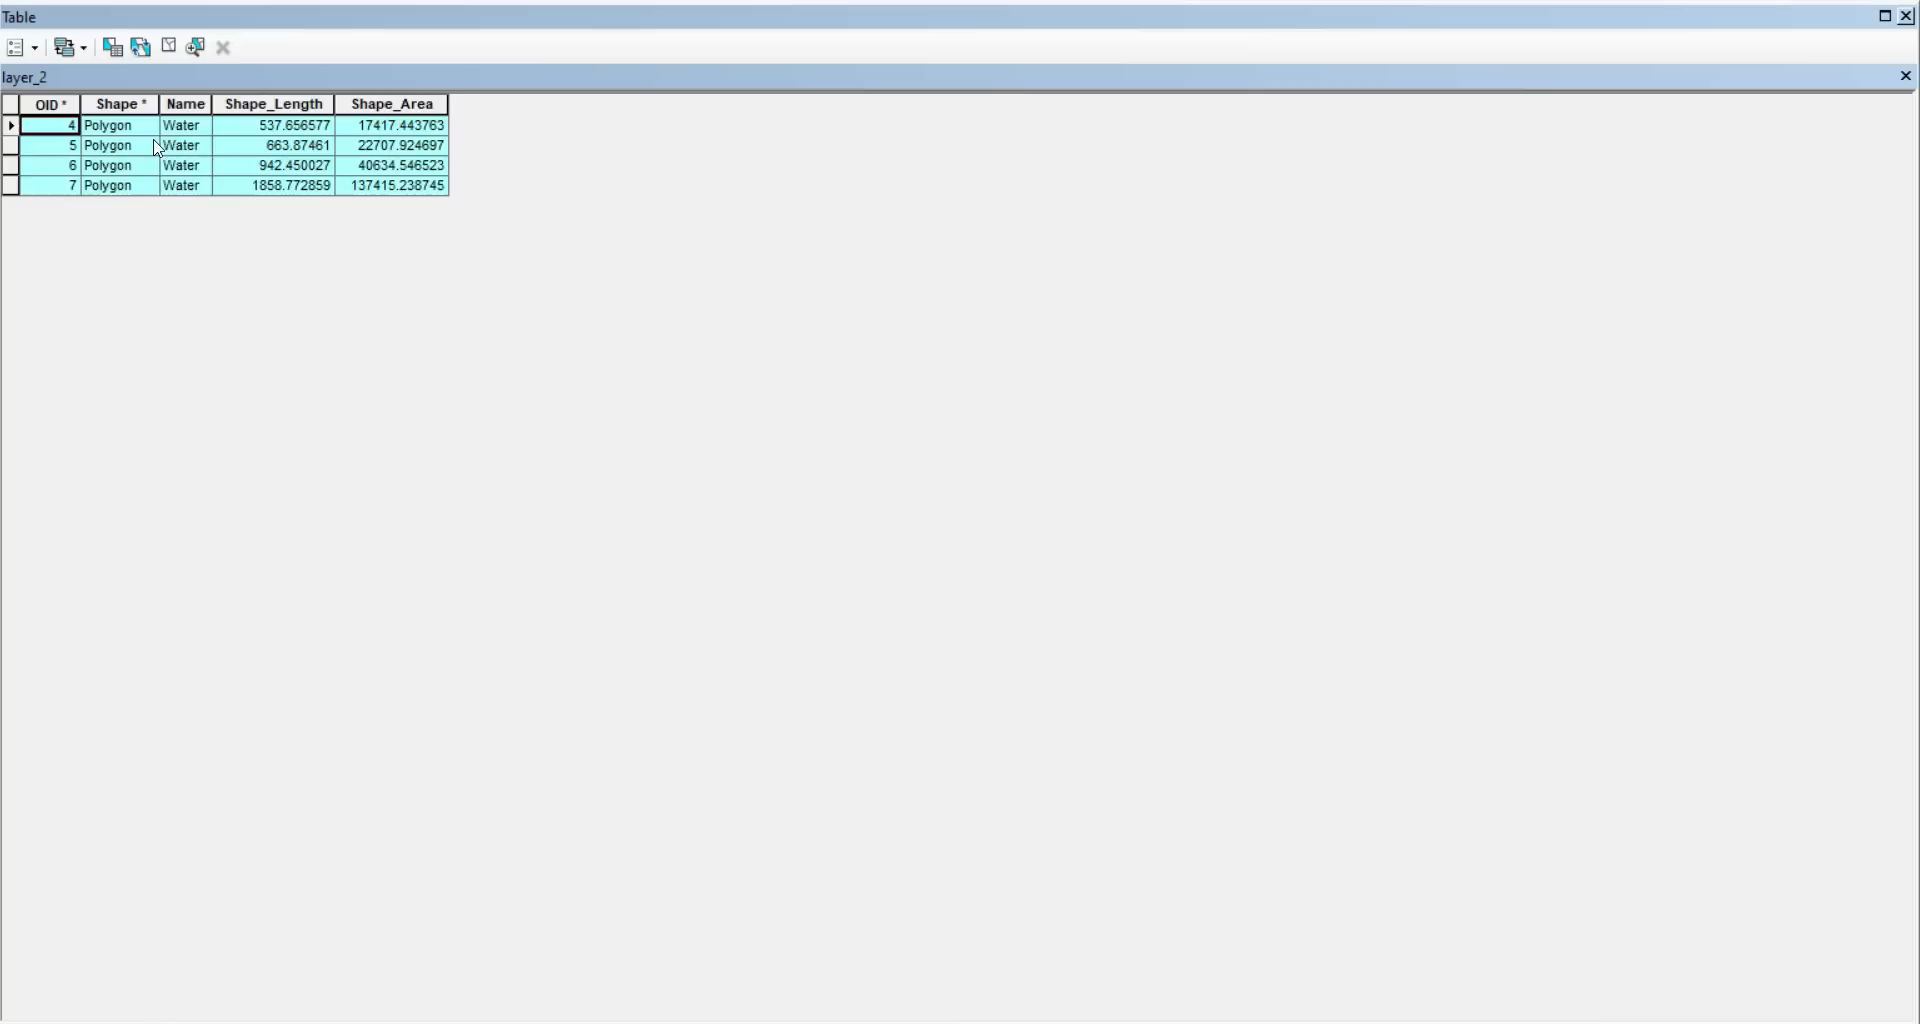 Table
layer_2
OID * Shape * Name Shape_Length Shape_Area
4 Polygon Water 537.656577 17417.443763
5 Polygon Water 663.87461 22707.924697
6 Polygon Water 942.450027 40634.546523
7 Polygon Water 1858.772859 137415.238745